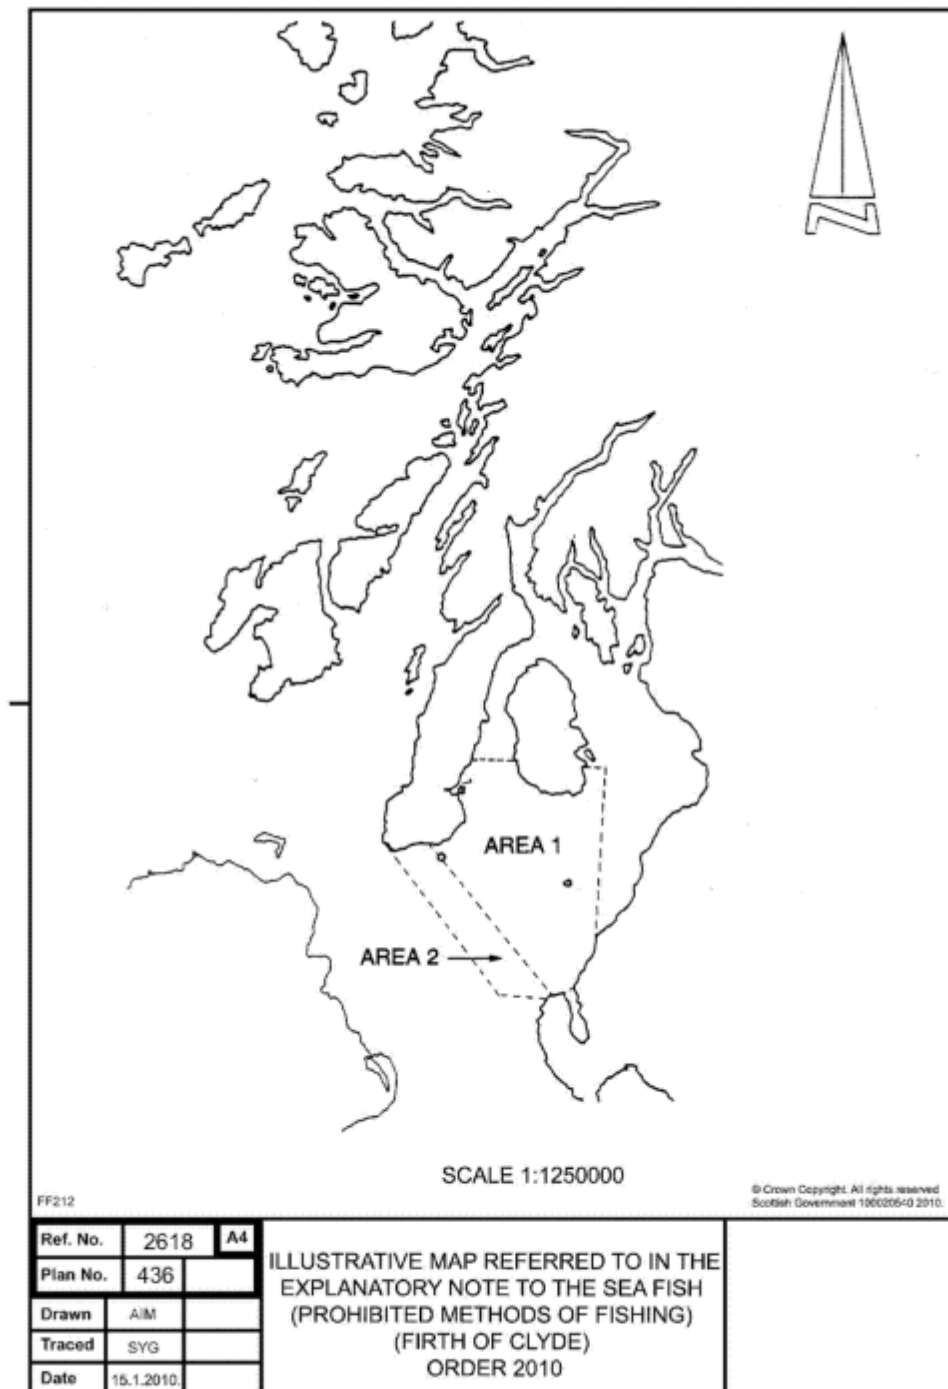 N
AREA 1
AREA 2
SCALE 1:1250000
FF212
© Crown Copyright. All rights reserved
Scottish Government 100020540 2010.
Ref. No. 2618 A4
Plan No. 436
Drawn AIM
Traced SYG
Date 15.1.2010.
ILLUSTRATIVE MAP REFERRED TO IN THE
EXPLANATORY NOTE TO THE SEA FISH
(PROHIBITED METHODS OF FISHING)
(FIRTH OF CLYDE)
ORDER 2010